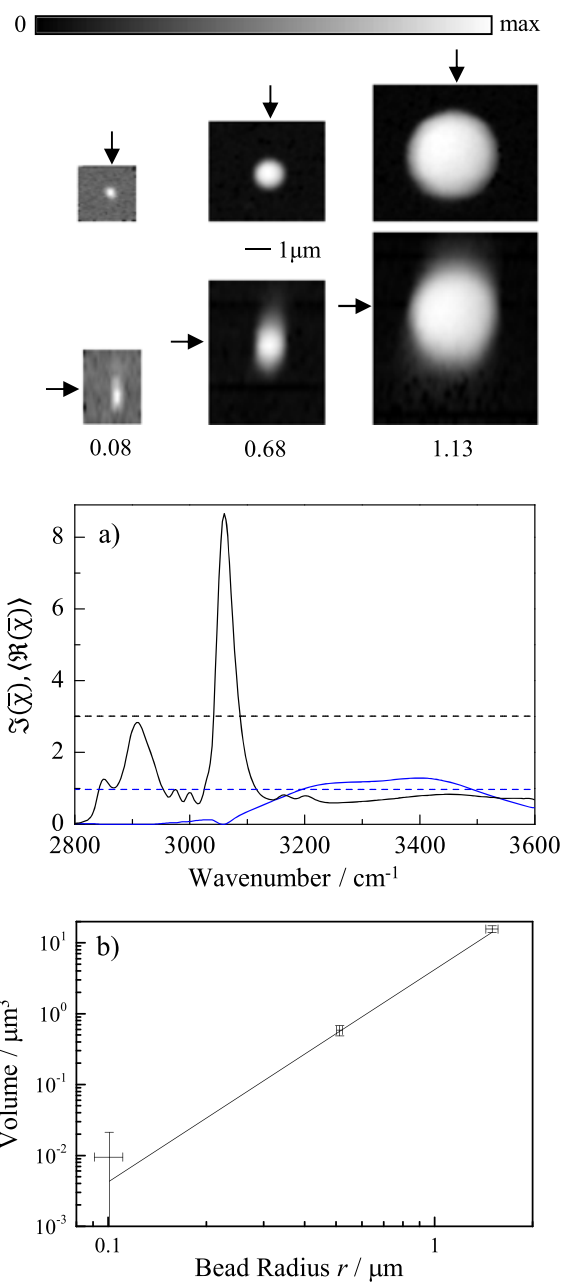 0 max
1μm
0.08 0.68 1.13
a)
8
6
4
2
0
ℑ(χ̅),⟨ℜ(χ̅)⟩
2800 3000 3200 3400 3600
Wavenumber / cm⁻¹
b)
10¹
10⁰
10⁻¹
10⁻²
10⁻³
Volume / μm³
0.1 1
Bead Radius r / μm